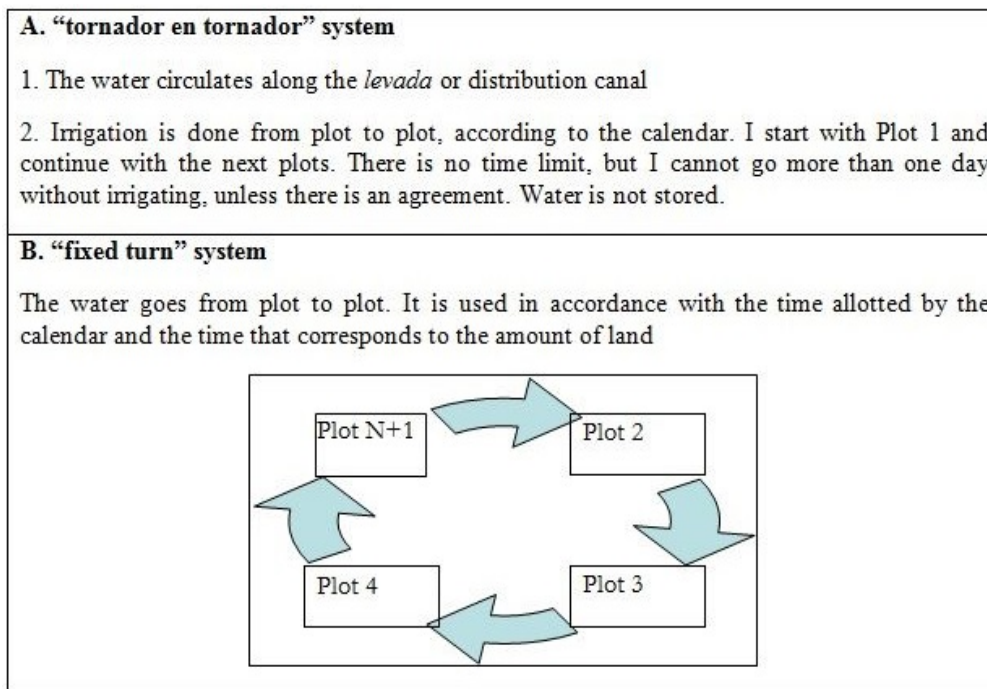 A. “tornador en tornador” system
1. The water circulates along the levada or distribution canal
2. Irrigation is done from plot to plot, according to the calendar. I start with Plot 1 and
continue with the next plots. There is no time limit, but I cannot go more than one day
without irrigating, unless there is an agreement. Water is not stored.
B. “fixed turn” system
The water goes from plot to plot. It is used in accordance with the time allotted by the
calendar and the time that corresponds to the amount of land
Plot N+1
Plot 2
Plot 4
Plot 3